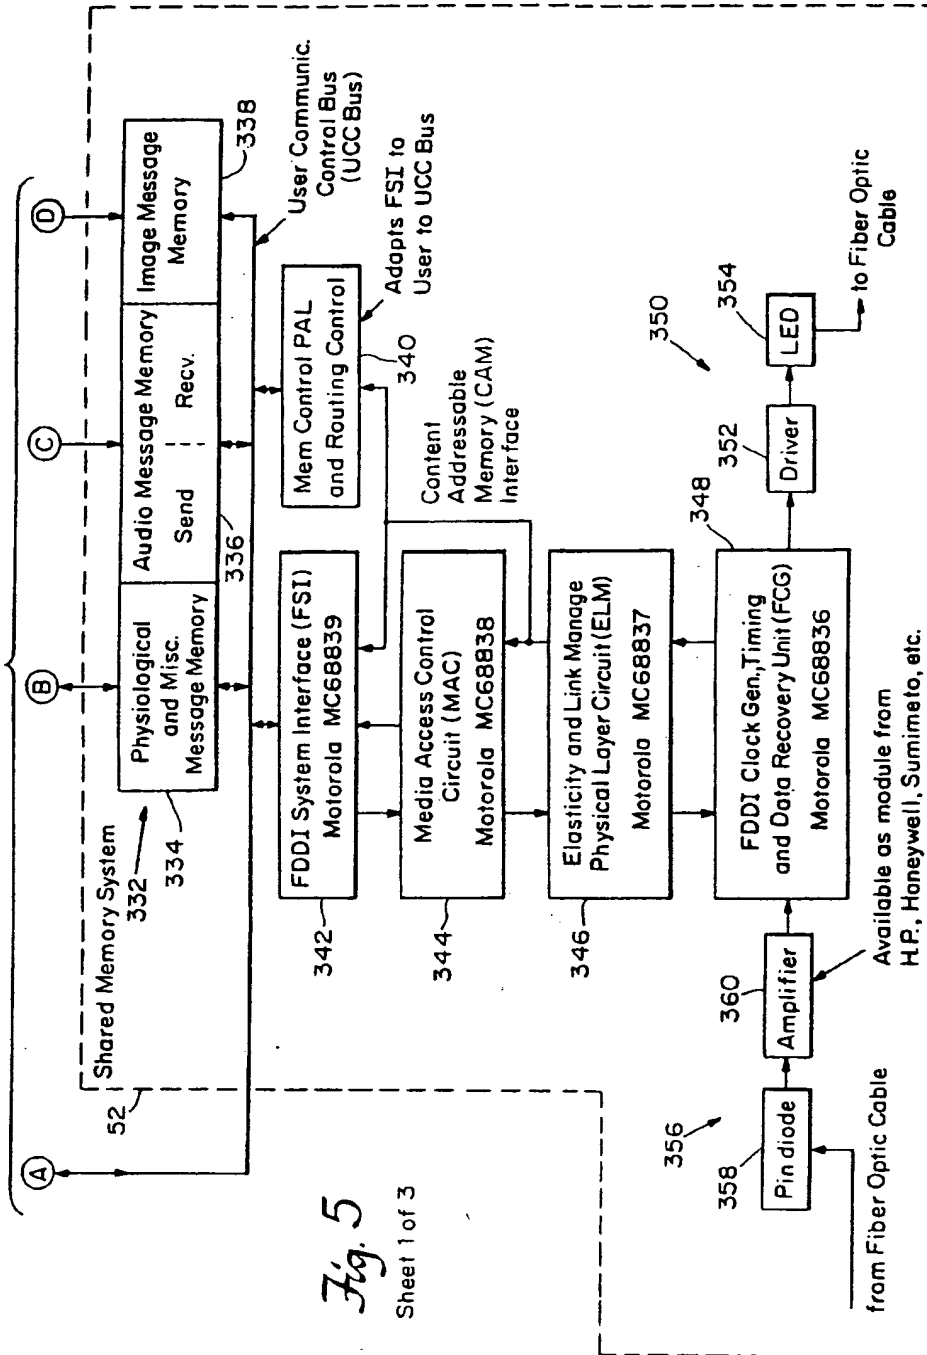 A
B
C
D
52
Shared Memory System
332
334
Physiological
and Misc.
Message Memory
Audio Message Memory
Send
Recv.
336
Image Message
Memory
338
User Communic.
Control Bus
(UCC Bus)
Mem Control PAL
and Routing Control
340
Adapts FSI to
User to UCC Bus
Content
Addressable
Memory (CAM)
Interface
FDDI System Interface (FSI)
Motorola MC68839
342
Media Access Control
Circuit (MAC)
Motorola MC68838
344
Elasticity and Link Manage
Physical Layer Circuit (ELM)
Motorola MC68837
346
FDDI Clock Gen.,Timing
and Data Recovery Unit (FCG)
Motorola MC68836
348
350
Driver
352
LED
354
to Fiber Optic
Cable
356
Pin diode
358
Amplifier
360
Available as module from
H.P., Haneywell, Sumimeto, etc.
from Fiber Optic Cable
Fig. 5
Sheet 1 of 3